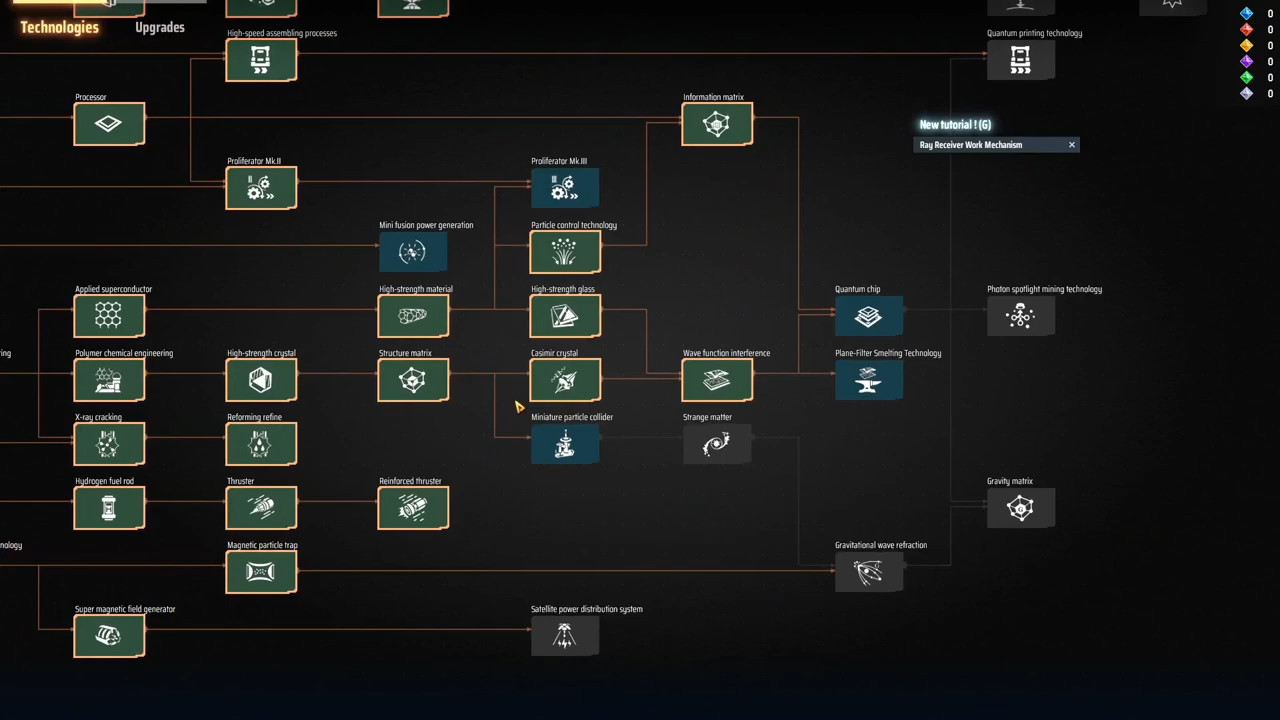 Technologies
Upgrades
0
0
0
0
0
0
High-speed assembling processes
Quantum printing technology
Processor
Information matrix
New tutorial ! (G)
Ray Receiver Work Mechanism
Proliferator Mk.II
Proliferator Mk.III
Mini fusion power generation
Particle control technology
Applied superconductor
High-strength material
High-strength glass
Quantum chip
Photon spotlight mining technology
ring
Polymer chemical engineering
High-strength crystal
Structure matrix
Casimir crystal
Wave function interference
Plane-Filter Smelting Technology
X-ray cracking
Reforming refine
Miniature particle collider
Strange matter
Hydrogen fuel rod
Thruster
Reinforced thruster
Gravity matrix
nology
Magnetic particle trap
Gravitational wave refraction
Super magnetic field generator
Satellite power distribution system